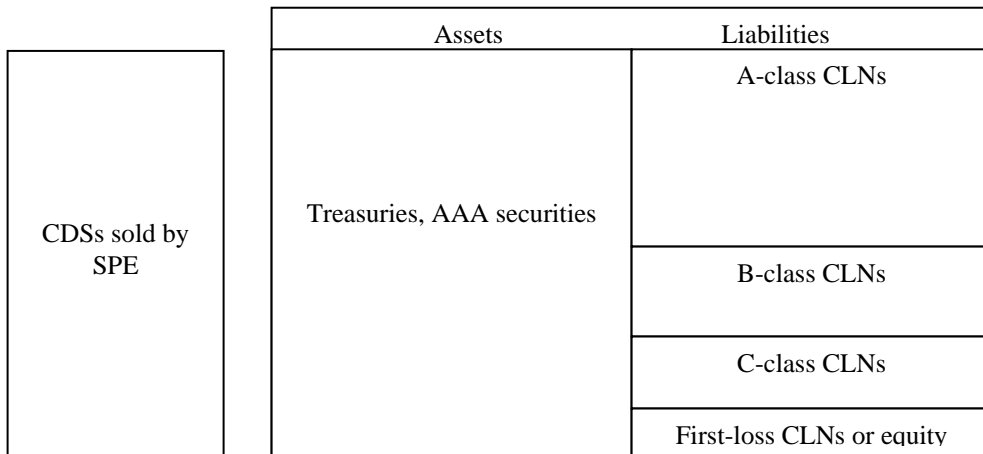 Assets Liabilities
A-class CLNs
Treasuries, AAA securities
CDSs sold by
SPE
B-class CLNs
C-class CLNs
First-loss CLNs or equity